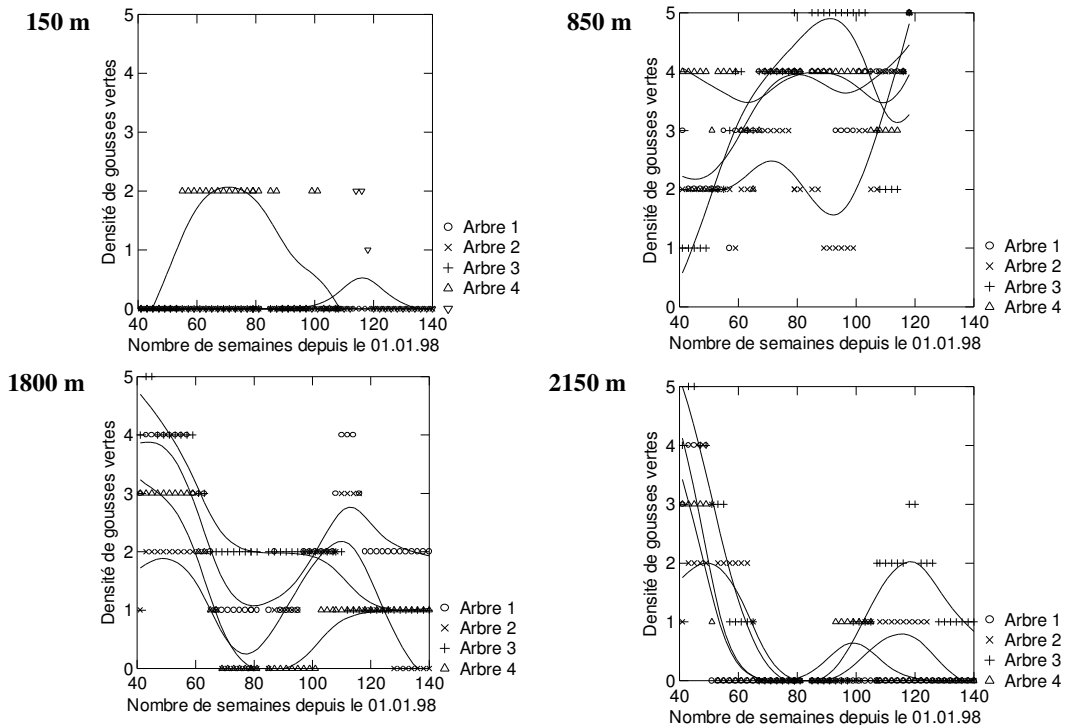 150 m
Densité de gousses vertes
5
4
3
2
1
0
40 60 80 100 120 140
Nombre de semaines depuis le 01.01.98
Arbre 1
Arbre 2
Arbre 3
Arbre 4
850 m
Densité de gousses vertes
5
4
3
2
1
0
40 60 80 100 120 140
Nombre de semaines depuis le 01.01.98
Arbre 1
Arbre 2
Arbre 3
Arbre 4
1800 m
Densité de gousses vertes
5
4
3
2
1
0
40 60 80 100 120 140
Nombre de semaines depuis le 01.01.98
Arbre 1
Arbre 2
Arbre 3
Arbre 4
2150 m
Densité de gousses vertes
5
4
3
2
1
0
40 60 80 100 120 140
Nombre de semaines depuis le 01.01.98
Arbre 1
Arbre 2
Arbre 3
Arbre 4